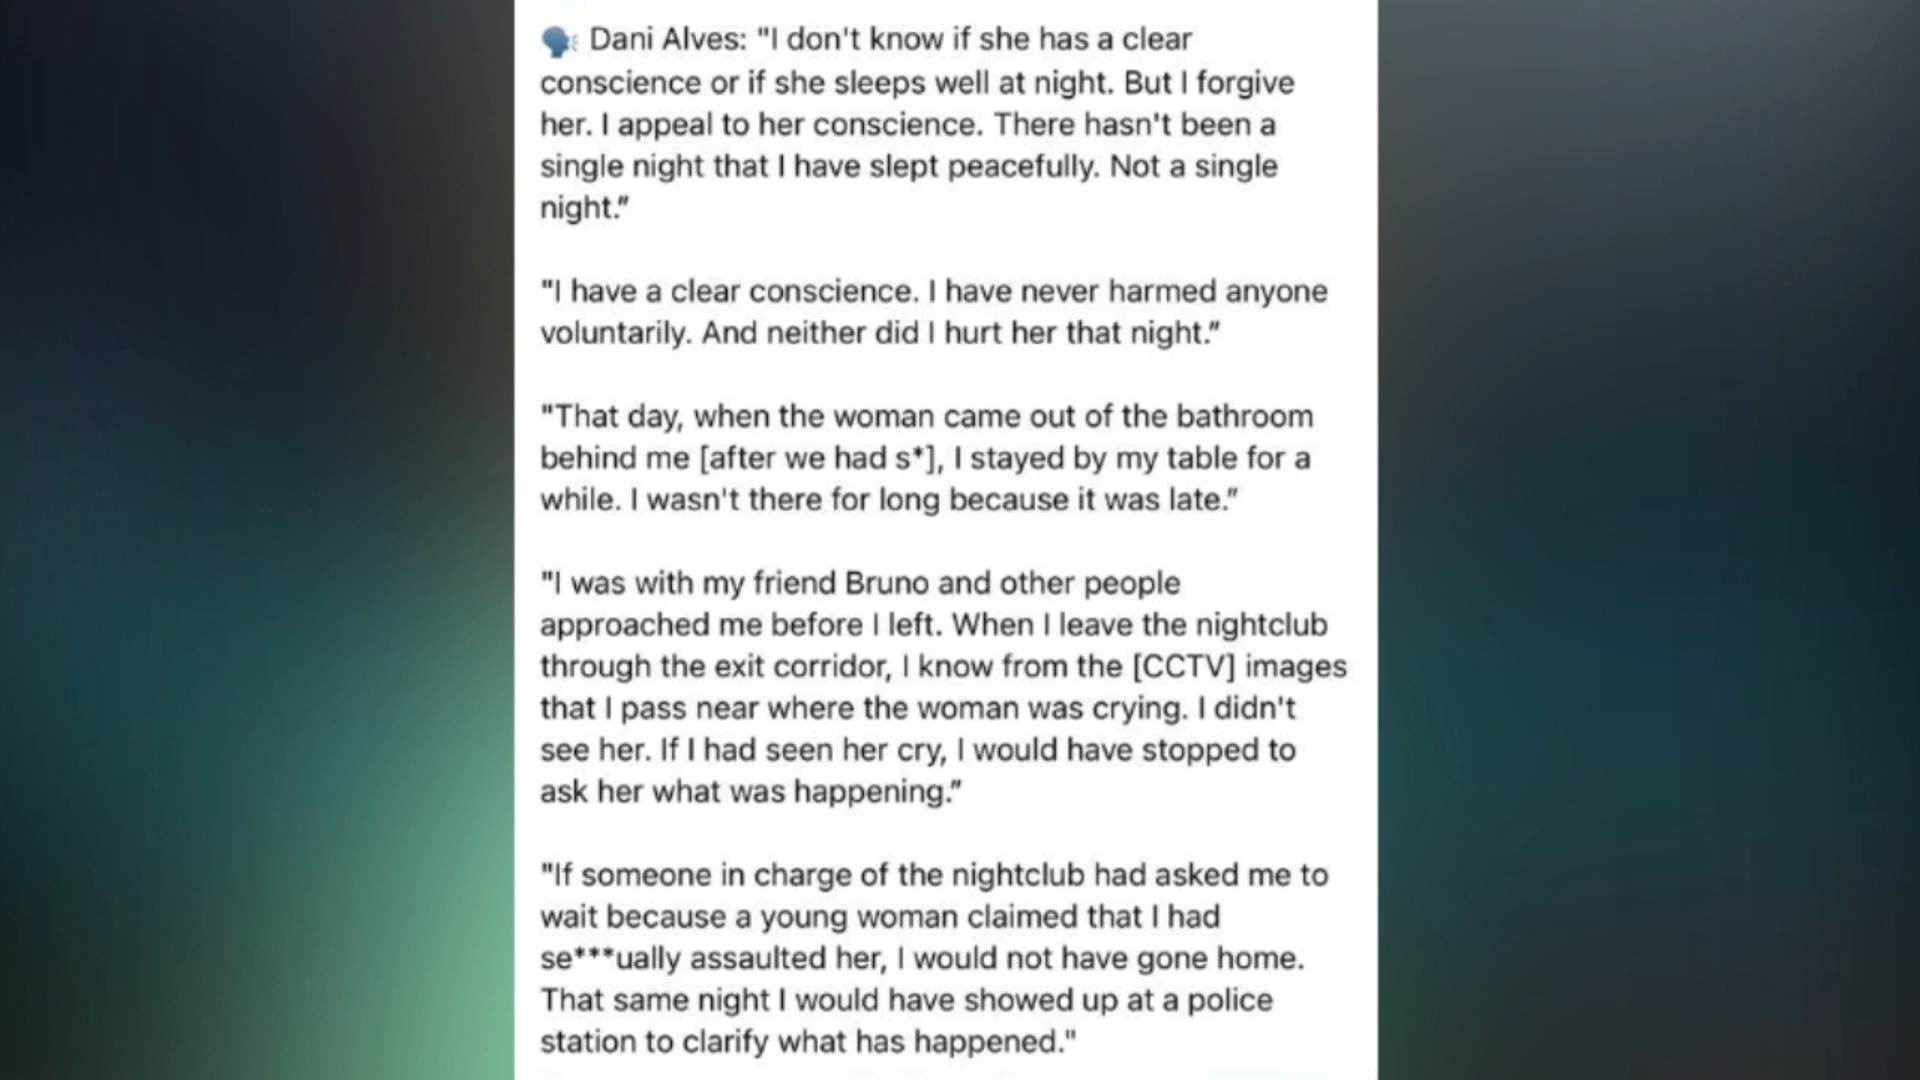 🗣 Dani Alves: "I don't know if she has a clear
conscience or if she sleeps well at night. But I forgive
her. I appeal to her conscience. There hasn't been a
single night that I have slept peacefully. Not a single
night.”
"I have a clear conscience. I have never harmed anyone
voluntarily. And neither did I hurt her that night.”
"That day, when the woman came out of the bathroom
behind me [after we had s*], I stayed by my table for a
while. I wasn't there for long because it was late.”
"I was with my friend Bruno and other people
approached me before I left. When I leave the nightclub
through the exit corridor, I know from the [CCTV] images
that I pass near where the woman was crying. I didn't
see her. If I had seen her cry, I would have stopped to
ask her what was happening.”
"If someone in charge of the nightclub had asked me to
wait because a young woman claimed that I had
se***ually assaulted her, I would not have gone home.
That same night I would have showed up at a police
station to clarify what has happened."